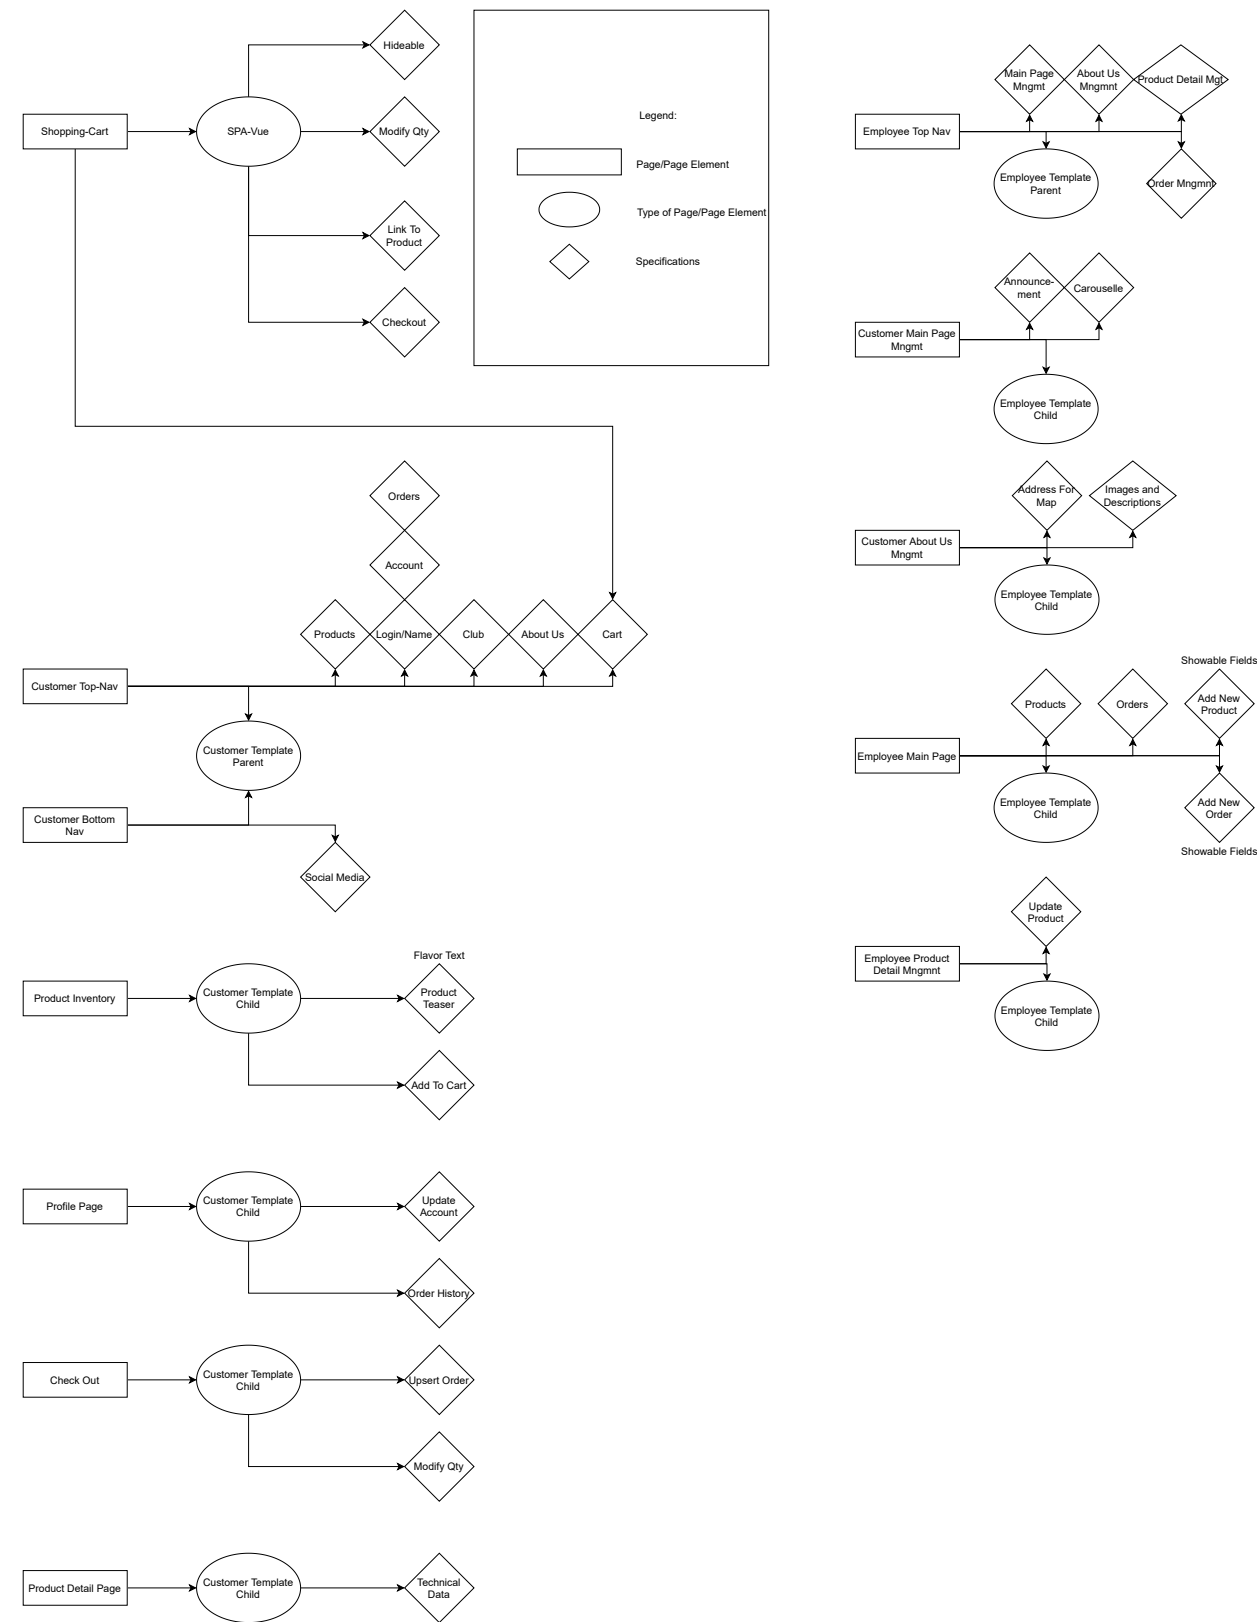 Hideable
Shopping-Cart
SPA-Vue
Modify Qty
Link To
Product
Checkout
Legend:
Page/Page Element
Type of Page/Page Element
Specifications
Orders
Account
Products
Login/Name
Club
About Us
Cart
Customer Top-Nav
Customer Template
Parent
Customer Bottom
Nav
Social Media
Flavor Text
Product Inventory
Customer Template
Child
Product
Teaser
Add To Cart
Profile Page
Customer Template
Child
Update
Account
Order History
Check Out
Customer Template
Child
Upsert Order
Modify Qty
Product Detail Page
Customer Template
Child
Technical
Data
Main Page
Mngmt
About Us
Mngmnt
Product Detail Mgt
Employee Top Nav
Employee Template
Parent
Order Mngmnt
Announce-
ment
Carouselle
Customer Main Page
Mngmt
Employee Template
Child
Address For
Map
Images and
Descriptions
Customer About Us
Mngmt
Employee Template
Child
Showable Fields
Products
Orders
Add New
Product
Employee Main Page
Employee Template
Child
Add New
Order
Showable Fields
Update
Product
Employee Product
Detail Mngmnt
Employee Template
Child